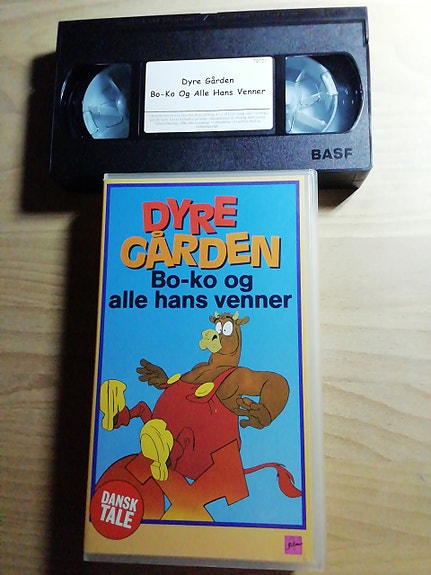 Dyre Gården
Bo-Ko Og Alle Hans Venner
BASF
DYRE
GÅRDEN
Bo-ko og
alle hans venner
DANSK
TALE